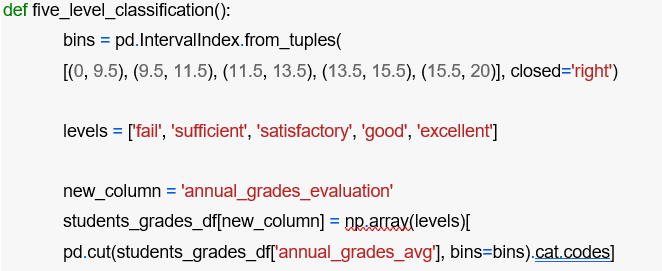 def five_level_classification():
bins = pd.IntervalIndex.from_tuples(
[(0, 9.5), (9.5, 11.5), (11.5, 13.5), (13.5, 15.5), (15.5, 20)], closed='right')
levels = ['fail', 'sufficient', 'satisfactory', 'good', 'excellent']
new_column = 'annual_grades_evaluation'
students_grades_df[new_column] = np.array(levels)[
pd.cut(students_grades_df['annual_grades_avg'], bins=bins).cat.codes]